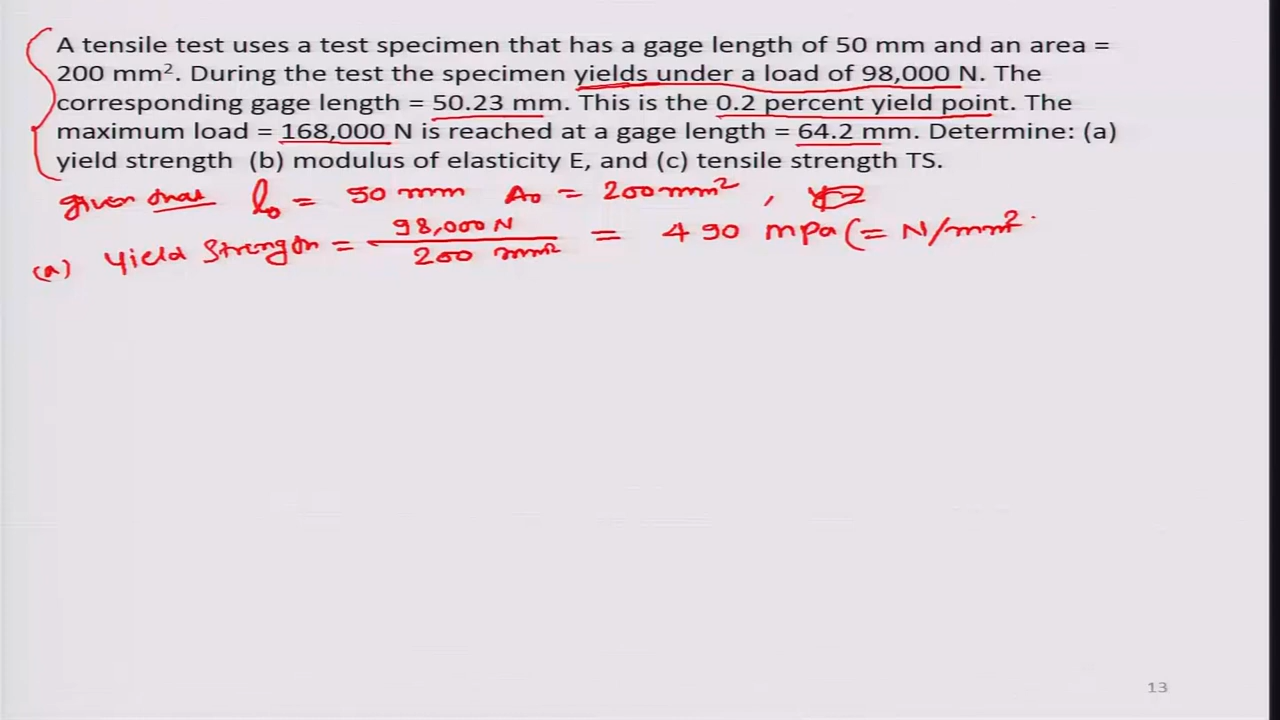 A tensile test uses a test specimen that has a gage length of 50 mm and an area =
200 mm². During the test the specimen yields under a load of 98,000 N. The
corresponding gage length = 50.23 mm. This is the 0.2 percent yield point. The
maximum load = 168,000 N is reached at a gage length = 64.2 mm. Determine: (a)
yield strength (b) modulus of elasticity E, and (c) tensile strength TS.
given that l₀ = 50 mm A₀ = 200 mm² ,
(a) Yield Strength = 98,000 N / 200 mm² = 490 mpa (= N/mm²
13